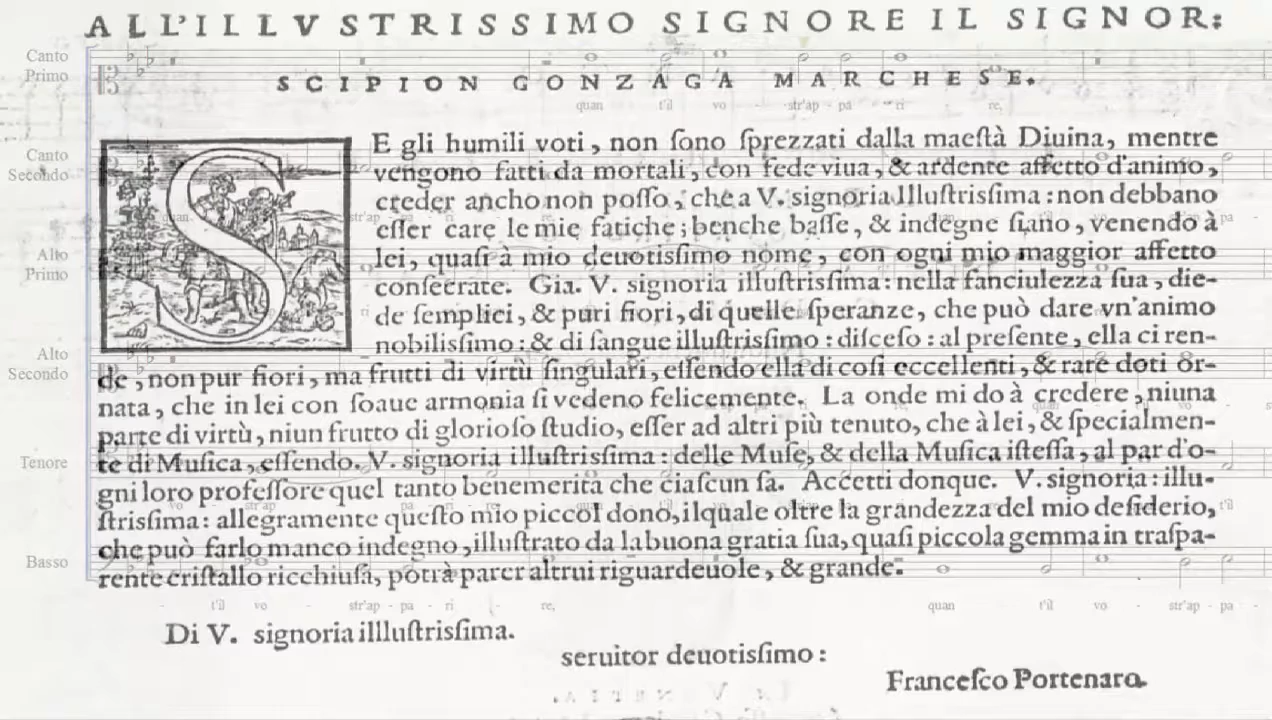 ALL'ILLVSTRISSIMO SIGNORE IL SIGNOR:
SCIPION GONZAGA MARCHESE.
SE gli humili voti, non ſono ſprezzati dalla maeſtà Diuina, mentre
vengono fatti da mortali, con fede viua, & ardente affetto d'animo,
creder ancho non poſſo, che a V. signoria Illuſtrissima: non debbano
eſſer care le mie fatiche; benche baſſe, & indegne ſiano, venendo à
lei, quaſi à mio deuotisſimo nome, con ogni mio maggior affetto
conſecrate. Gia. V. signoria illuſtrisſima: nella fanciulezza ſua, die-
de ſemplici, & puri fiori, di quelle ſperanze, che può dare vn'animo
nobilisſimo: & di ſangue illuſtrisſimo: diſceſo: al preſente, ella ci ren-
de, non pur fiori, ma frutti di virtù ſingulari, eſſendo ella di coſi eccellenti, & rare doti or-
nata, che in lei con ſoaue armonia ſi vedeno felicemente. La onde mi do à credere, niuna
parte di virtù, niun frutto di glorioſo ſtudio, eſſer ad altri più tenuto, che à lei, & ſpecialmen-
te di Muſica, eſſendo. V. signoria illuſtrisſima: delle Muſe, & della Muſica iſteſſa, al par d'o-
gni loro profeſſore quel tanto benemerita che ciaſcun ſa. Accetti donque. V. signoria: illu-
ſtrisſima: allegramente queſto mio piccol dono, ilquale oltre la grandezza del mio deſiderio,
che può farlo manco indegno, illuſtrato da la buona gratia ſua, quaſi piccola gemma in traſpa-
rente criſtallo ricchiuſa, potrà parer altrui riguardeuole, & grande:
Di V. signoria illluſtrisſima.
seruitor deuotisſimo:
Franceſco Portenaro.
Canto
Primo
quan t'il vo str'ap - pa - ri re,
Canto
Secondo
Alto
Primo
Alto
Secondo
Tenore
Basso
t'il vo str'ap - pa - ri - re, quan t'il vo str'ap - pa